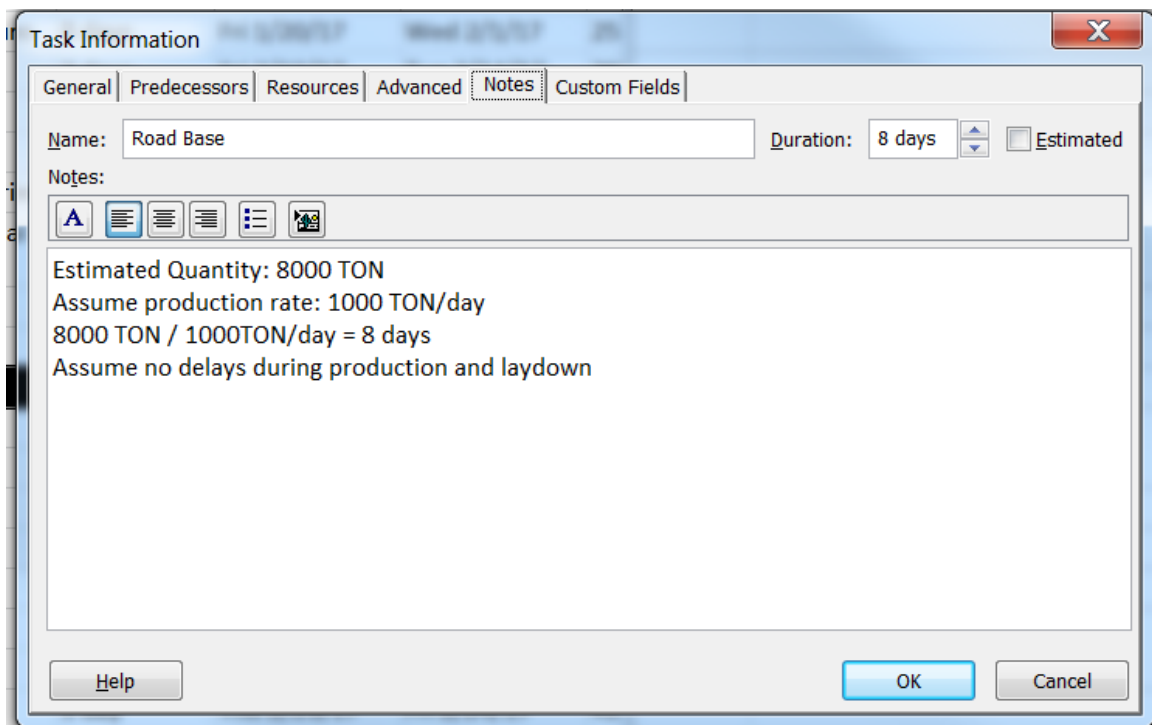 Task Information
General Predecessors Resources Advanced Notes Custom Fields
Name: Road Base Duration: 8 days Estimated
Notes:
A
Estimated Quantity: 8000 TON
Assume production rate: 1000 TON/day
8000 TON / 1000TON/day = 8 days
Assume no delays during production and laydown
Help OK Cancel